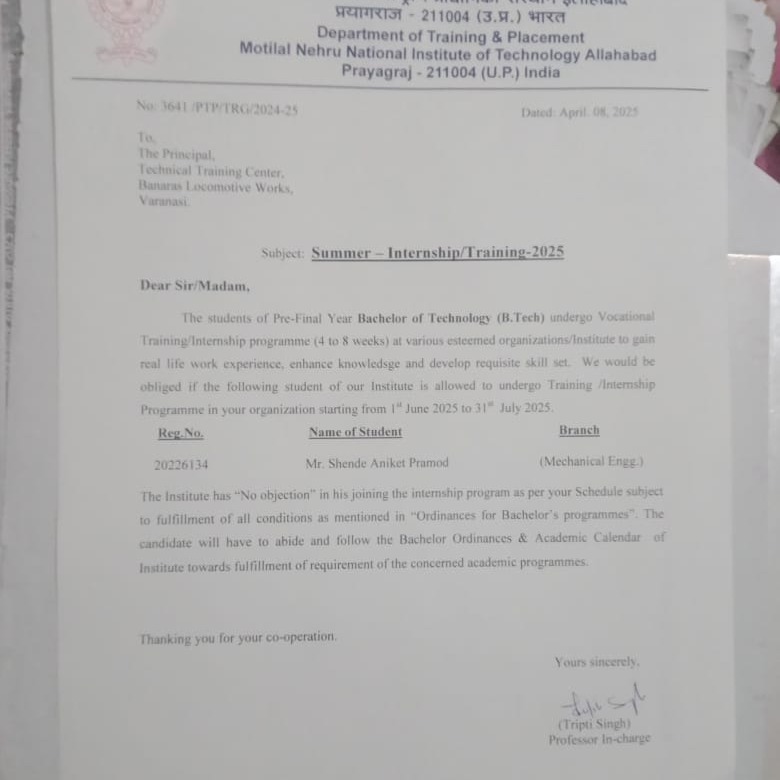 प्रयागराज - 211004 (उ.प्र.) भारत
Department of Training & Placement
Motilal Nehru National Institute of Technology Allahabad
Prayagraj - 211004 (U.P.) India
No: 3641 /PTP/TRG/2024-25
Dated: April. 08, 2025
To,
The Principal,
Technical Training Center,
Banaras Locomotive Works,
Varanasi.
Subject: Summer – Internship/Training-2025
Dear Sir/Madam,
The students of Pre-Final Year Bachelor of Technology (B.Tech) undergo Vocational
Training/Internship programme (4 to 8 weeks) at various esteemed organizations/Institute to gain
real life work experience, enhance knowledsge and develop requisite skill set. We would be
obliged if the following student of our Institute is allowed to undergo Training /Internship
Programme in your organization starting from 1st June 2025 to 31st July 2025.
Reg.No. Name of Student Branch
20226134 Mr. Shende Aniket Pramod (Mechanical Engg.)
The Institute has “No objection” in his joining the internship program as per your Schedule subject
to fulfillment of all conditions as mentioned in “Ordinances for Bachelor's programmes”. The
candidate will have to abide and follow the Bachelor Ordinances & Academic Calendar of
Institute towards fulfillment of requirement of the concerned academic programmes.
Thanking you for your co-operation.
Yours sincerely,
(Tripti Singh)
Professor In-charge